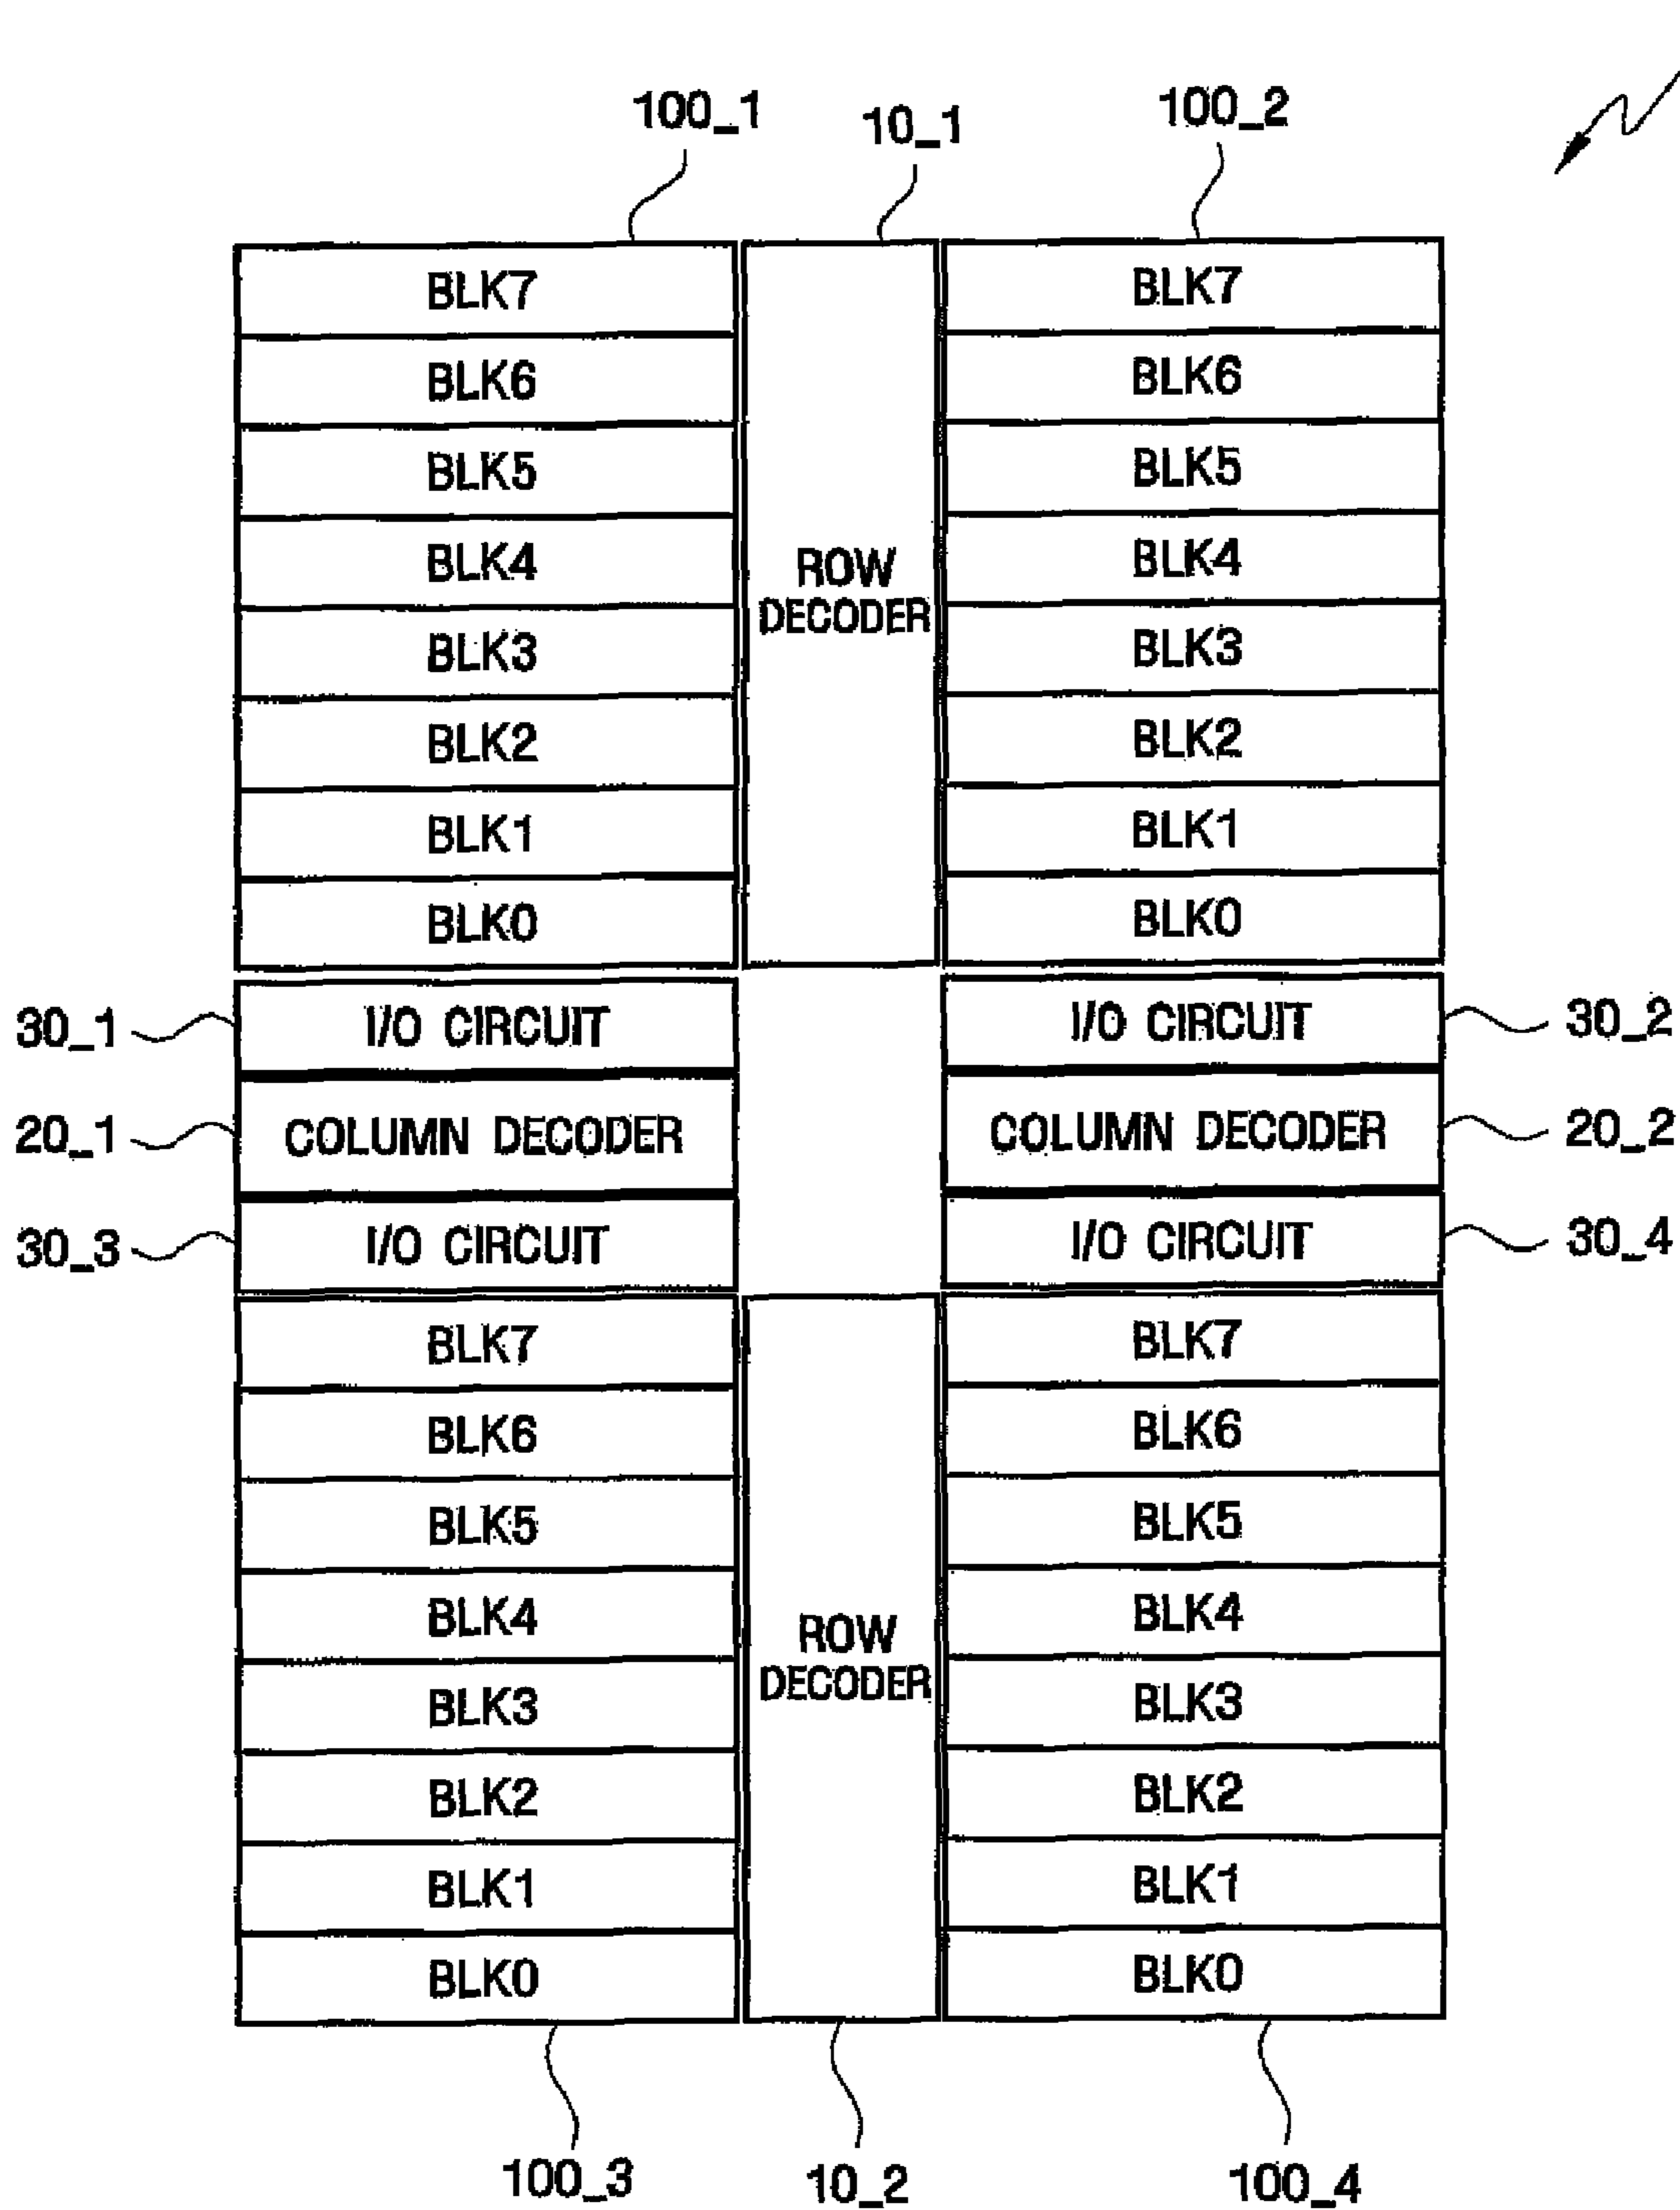 100_1 10_1 100_2
BLK7 BLK7
BLK6 BLK6
BLK5 BLK5
BLK4 ROW BLK4
DECODER
BLK3 BLK3
BLK2 BLK2
BLK1 BLK1
BLK0 BLK0
30_1 I/O CIRCUIT I/O CIRCUIT 30_2
20_1 COLUMN DECODER COLUMN DECODER 20_2
30_3 I/O CIRCUIT I/O CIRCUIT 30_4
BLK7 BLK7
BLK6 BLK6
BLK5 BLK5
BLK4 ROW BLK4
DECODER
BLK3 BLK3
BLK2 BLK2
BLK1 BLK1
BLK0 BLK0
100_3 10_2 100_4